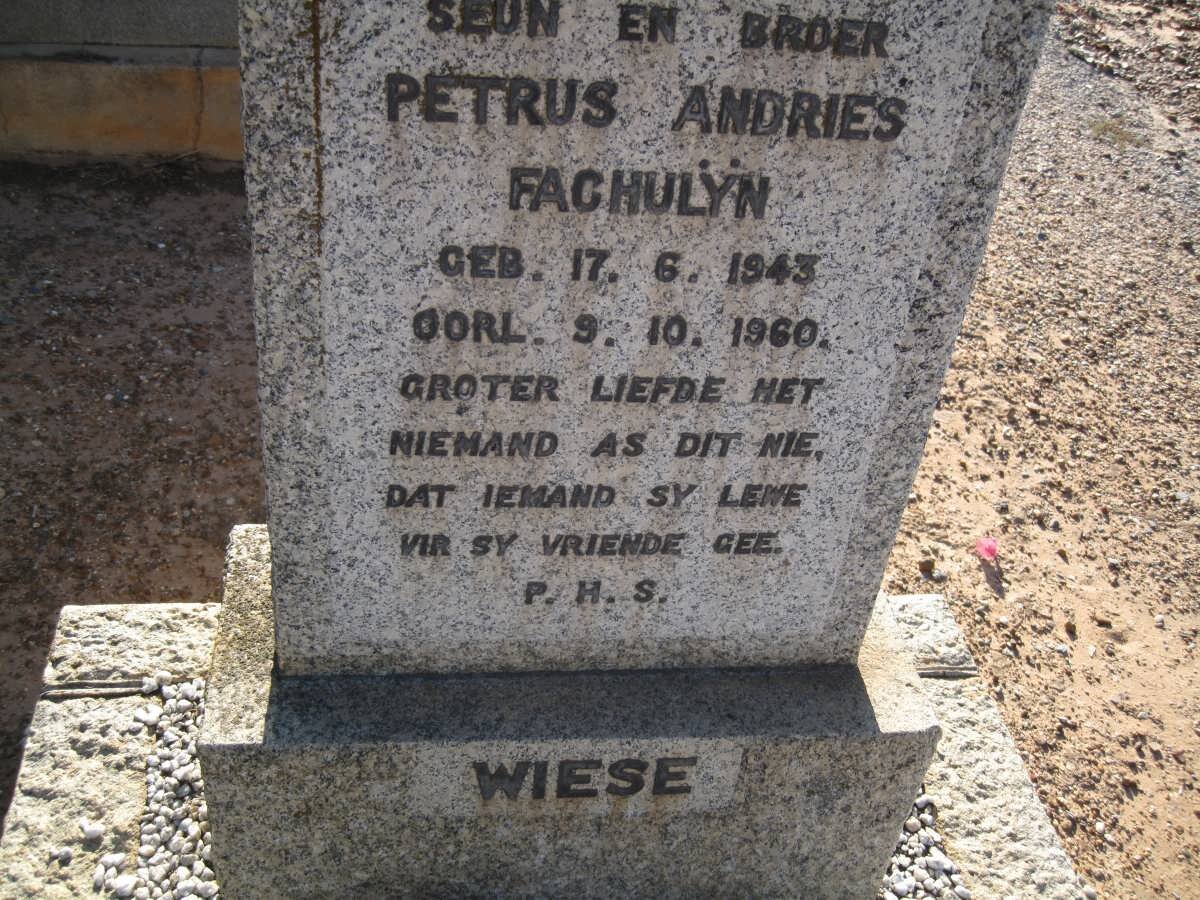 SEUN EN BROER
PETRUS ANDRIES
FACHULŸN
GEB. 17. 6. 1943
OORL. 9. 10. 1960.
GROTER LIEFDE HET
NIEMAND AS DIT NIE,
DAT IEMAND SY LEWE
VIR SY VRIENDE GEE.
P. H. S.
WIESE